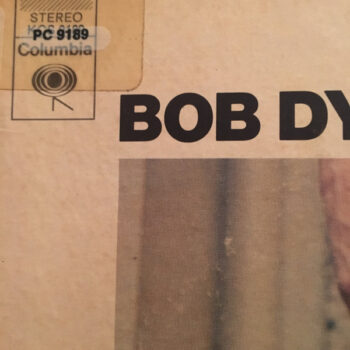 STEREO
PC 9189
Columbia
BOB DY